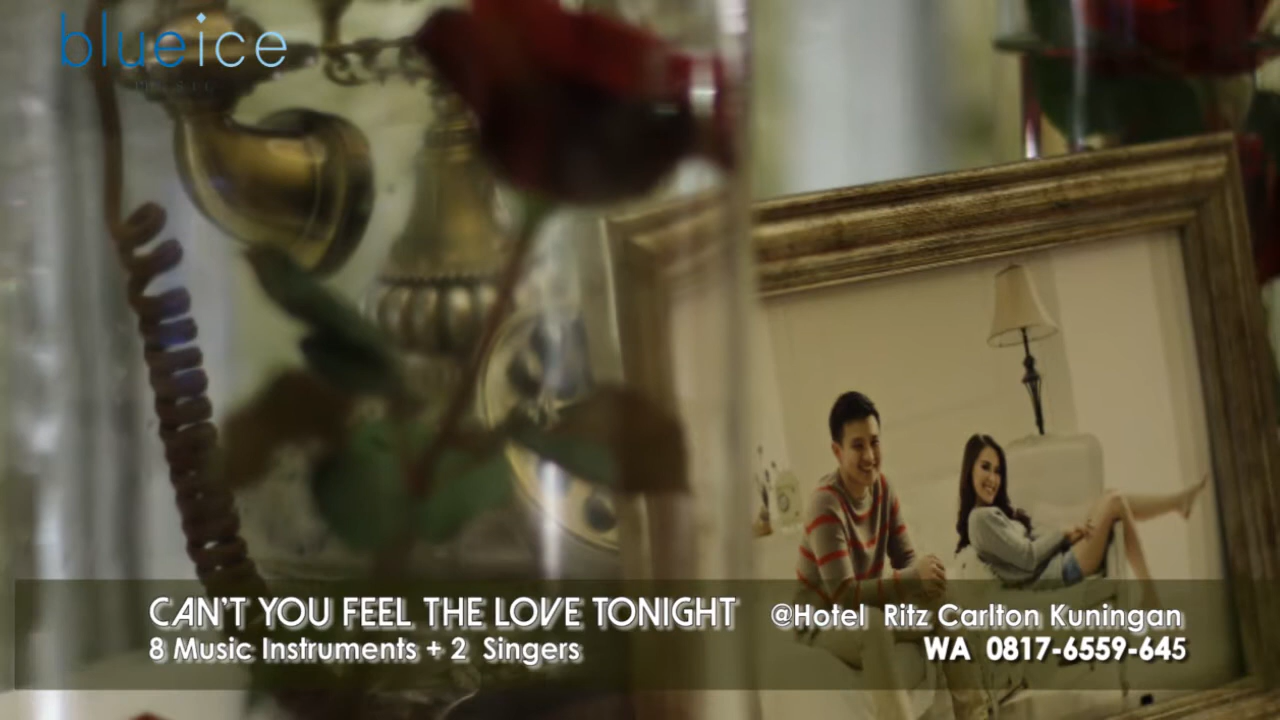 blueice
MUSIC
CAN'T YOU FEEL THE LOVE TONIGHT @Hotel Ritz Carlton Kuningan
8 Music Instruments + 2 Singers WA 0817-6559-645